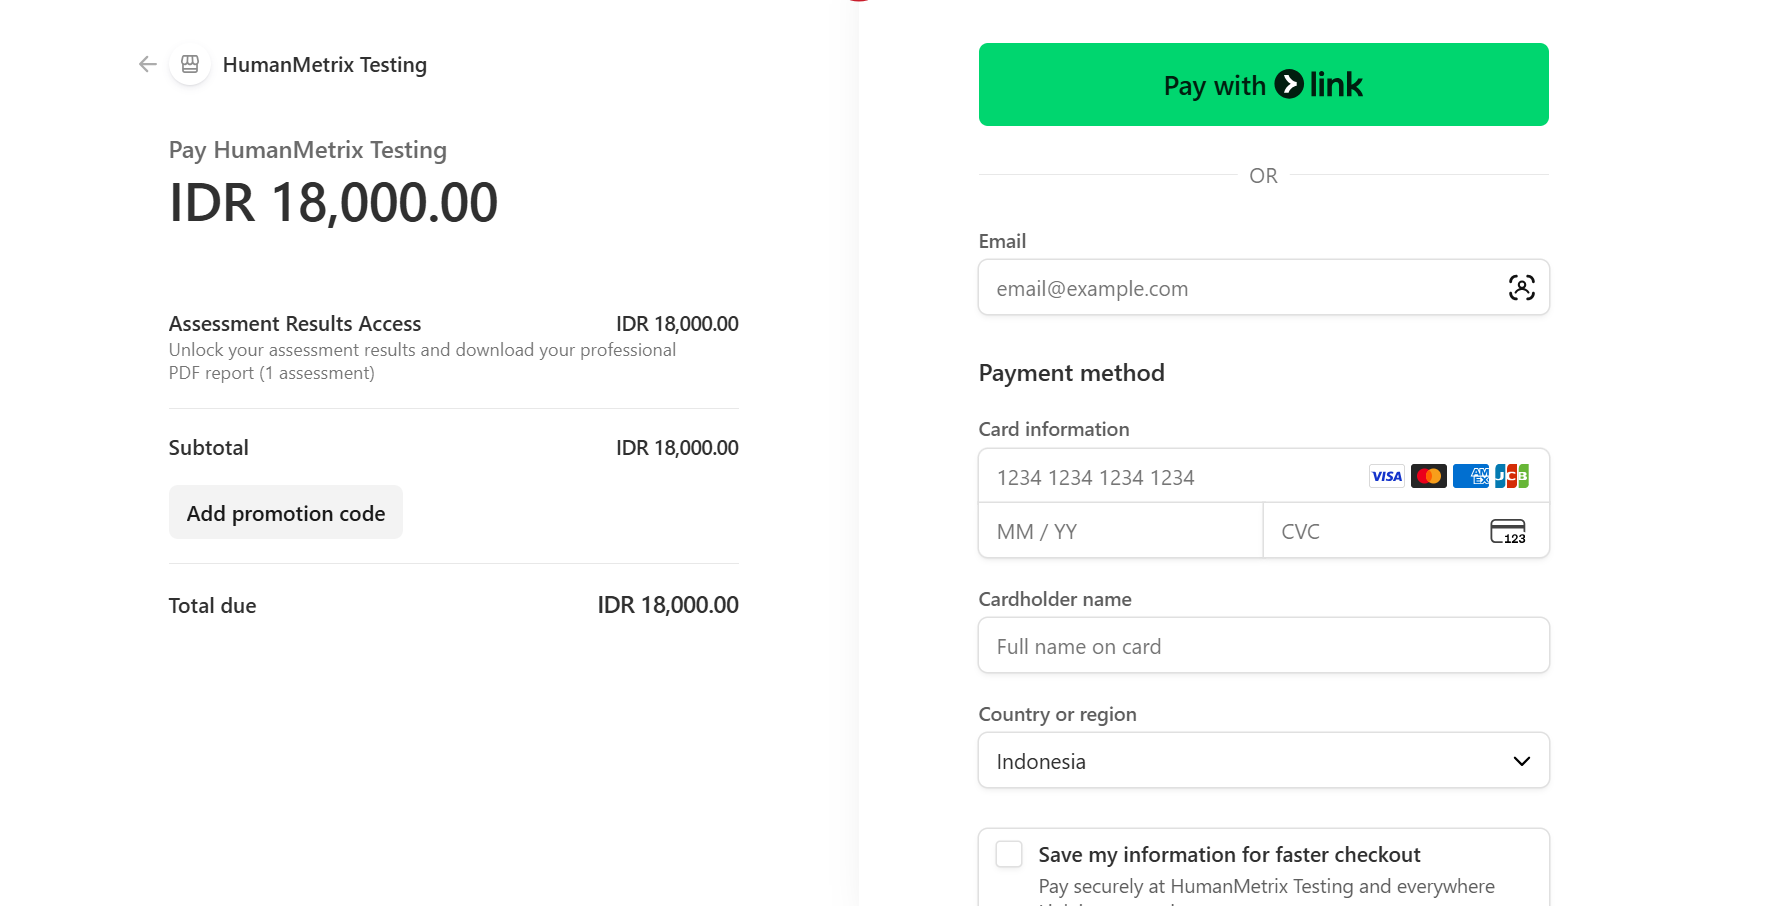 HumanMetrix Testing
Pay HumanMetrix Testing
IDR 18,000.00
Assessment Results Access IDR 18,000.00
Unlock your assessment results and download your professional
PDF report (1 assessment)
Subtotal IDR 18,000.00
Add promotion code
Total due IDR 18,000.00
Pay with link
OR
Email
email@example.com
Payment method
Card information
1234 1234 1234 1234 VISA AM EX JCB
MM / YY CVC 123
Cardholder name
Full name on card
Country or region
Indonesia
Save my information for faster checkout
Pay securely at HumanMetrix Testing and everywhere